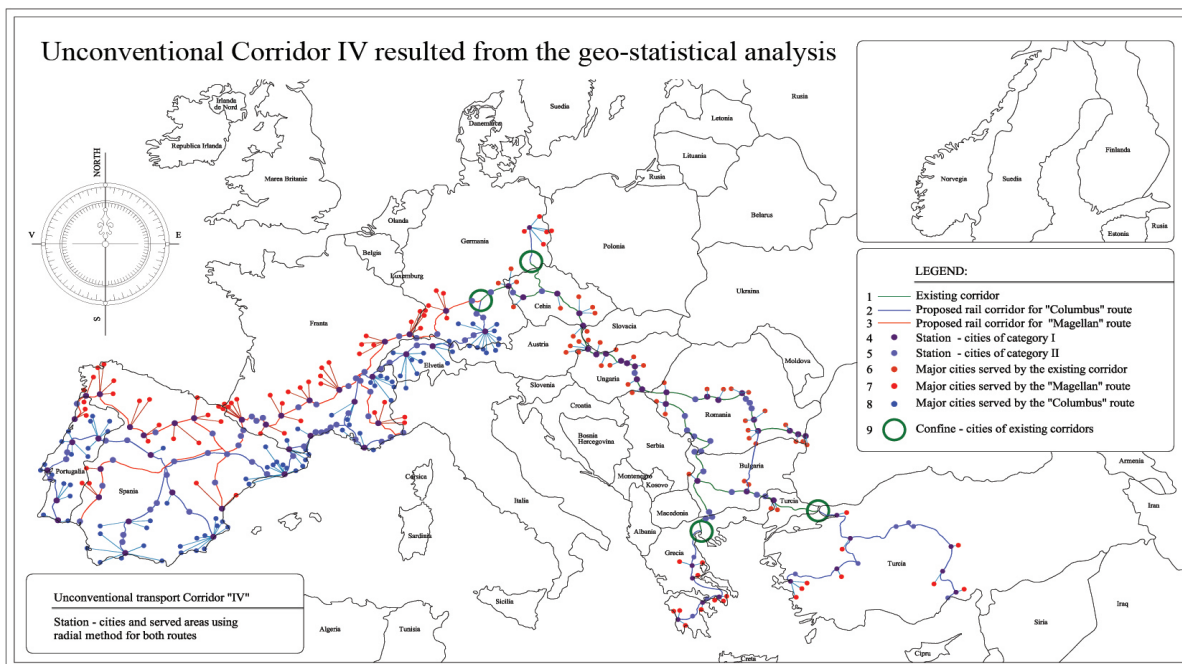 Unconventional Corridor IV resulted from the geo-statistical analysis
NORTH
V
E
S
Irlanda
de Nord
Republica Irlanda
Marea Britanie
Danemarca
Suedia
Letonia
Rusia
Lituania
Rusia
Belarus
Olanda
Belgia
Luxemburg
Germania
Polonia
Ucraina
Franta
Cehia
Slovacia
Austria
Elvetia
Ungaria
Moldova
Slovenia
Croatia
Romania
Bosnia
Hercegovina
Serbia
Bulgaria
Montenegro
Kosovo
Macedonia
Albania
Turcia
Grecia
Turcia
Portugalia
Spania
Corsica
Sardinia
Italia
Sicilia
Algeria
Tunisia
Creta
Cipru
Siria
Iraq
Iran
Armenia
Norvegia
Suedia
Finlanda
Estonia
Rusia
LEGEND:
1 Existing corridor
2 Proposed rail corridor for "Columbus" route
3 Proposed rail corridor for "Magellan" route
4 Station - cities of category I
5 Station - cities of category II
6 Major cities served by the existing corridor
7 Major cities served by the "Magellan" route
8 Major cities served by the "Columbus" route
9 Confine - cities of existing corridors
Unconventional transport Corridor "IV"
Station - cities and served areas using
radial method for both routes